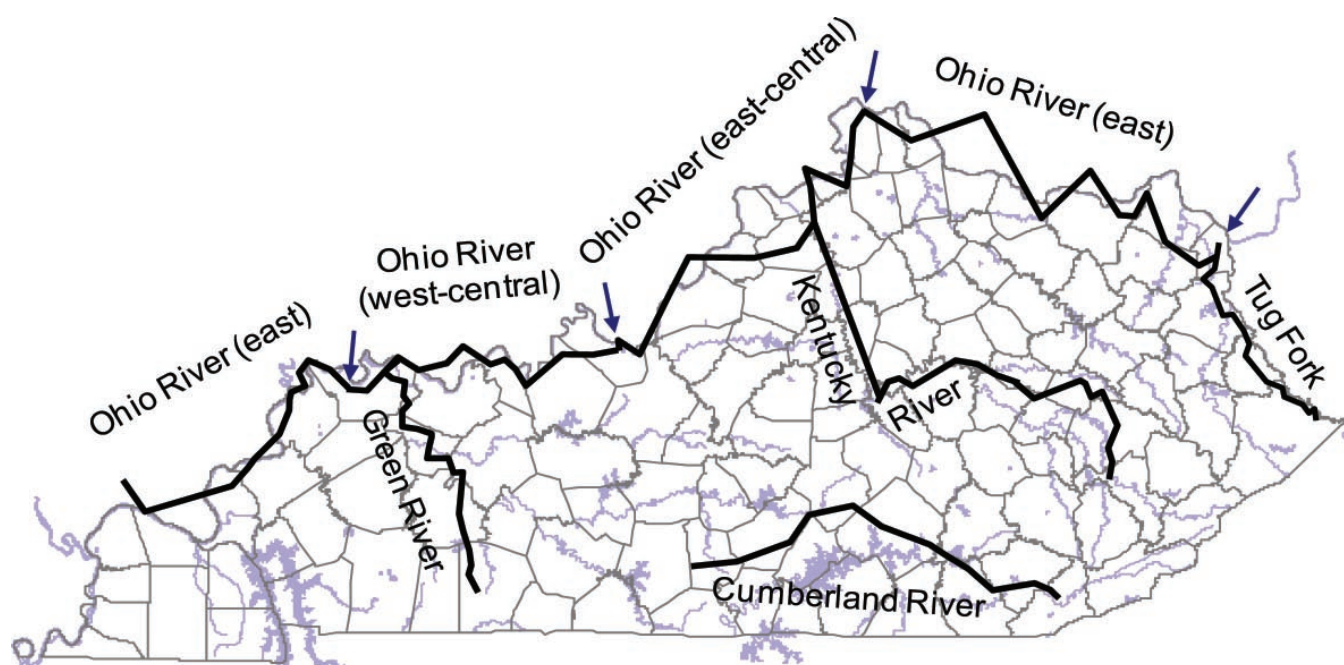 Ohio River (east)
Ohio River
(west-central)
Ohio River (east-central)
Ohio River (east)
Tug Fork
Kentucky
River
Green River
Cumberland River